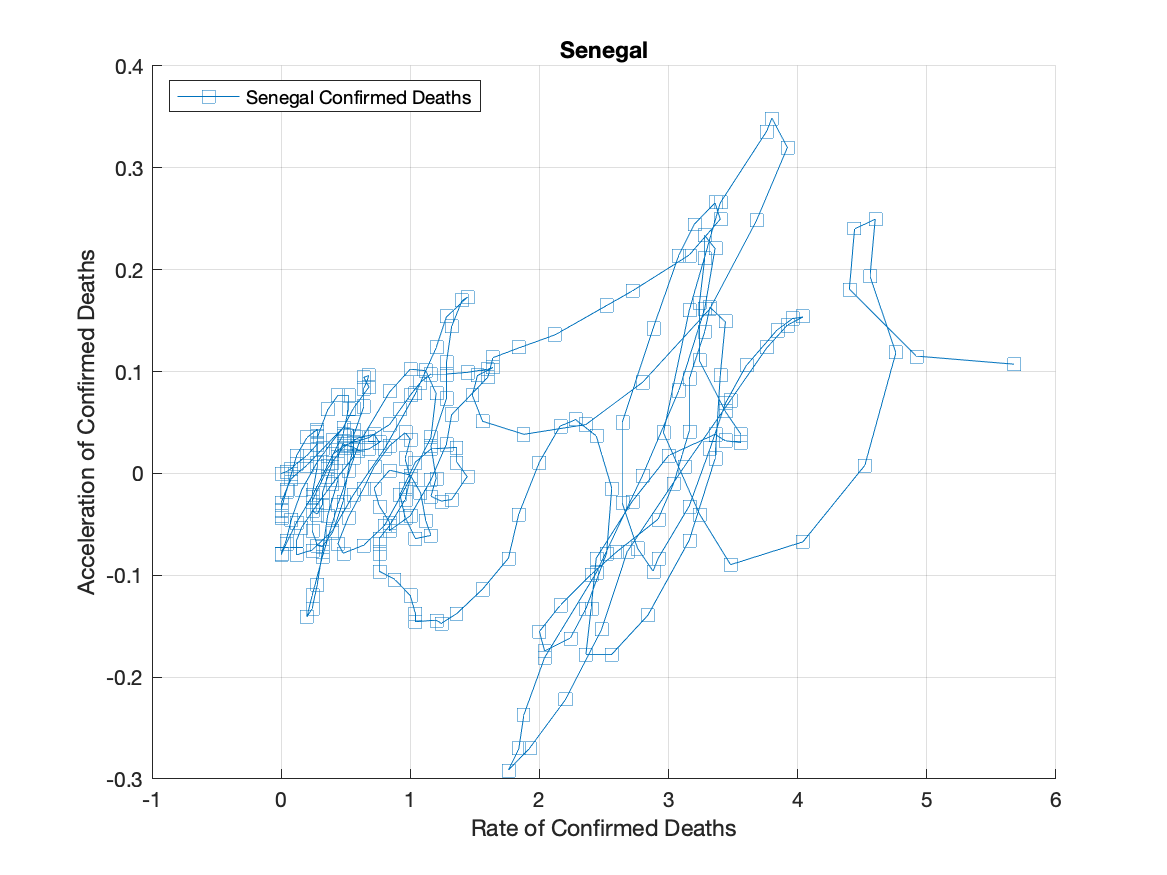 Senegal
Senegal Confirmed Deaths
0.4
0.3
0.2
0.1
0
-0.1
-0.2
-0.3
Acceleration of Confirmed Deaths
-1 0 1 2 3 4 5 6
Rate of Confirmed Deaths